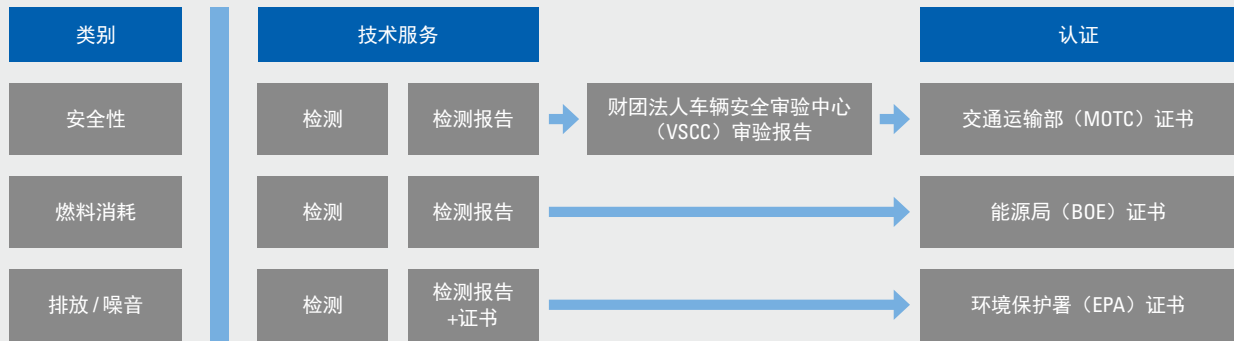 类别
技术服务
认证
安全性
检测
检测报告
财团法人车辆安全审验中心
（VSCC）审验报告
交通运输部（MOTC）证书
燃料消耗
检测
检测报告
能源局（BOE）证书
排放 / 噪音
检测
检测报告
+证书
环境保护署（EPA）证书